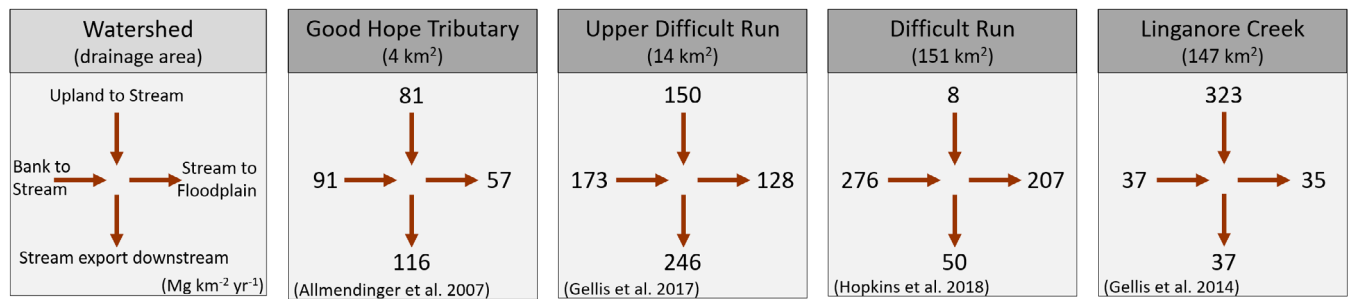 Watershed
(drainage area)
Upland to Stream
Bank to
Stream
Stream to
Floodplain
Stream export downstream
(Mg km⁻² yr⁻¹)
Good Hope Tributary
(4 km²)
81
91
57
116
(Allmendinger et al. 2007)
Upper Difficult Run
(14 km²)
150
173
128
246
(Gellis et al. 2017)
Difficult Run
(151 km²)
8
276
207
50
(Hopkins et al. 2018)
Linganore Creek
(147 km²)
323
37
35
37
(Gellis et al. 2014)